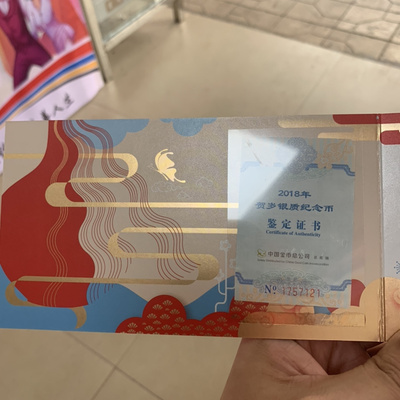 2018年
贺岁银质纪念币
鉴定证书
Certificate of Authenticity
中国金币总公司
No 1757121